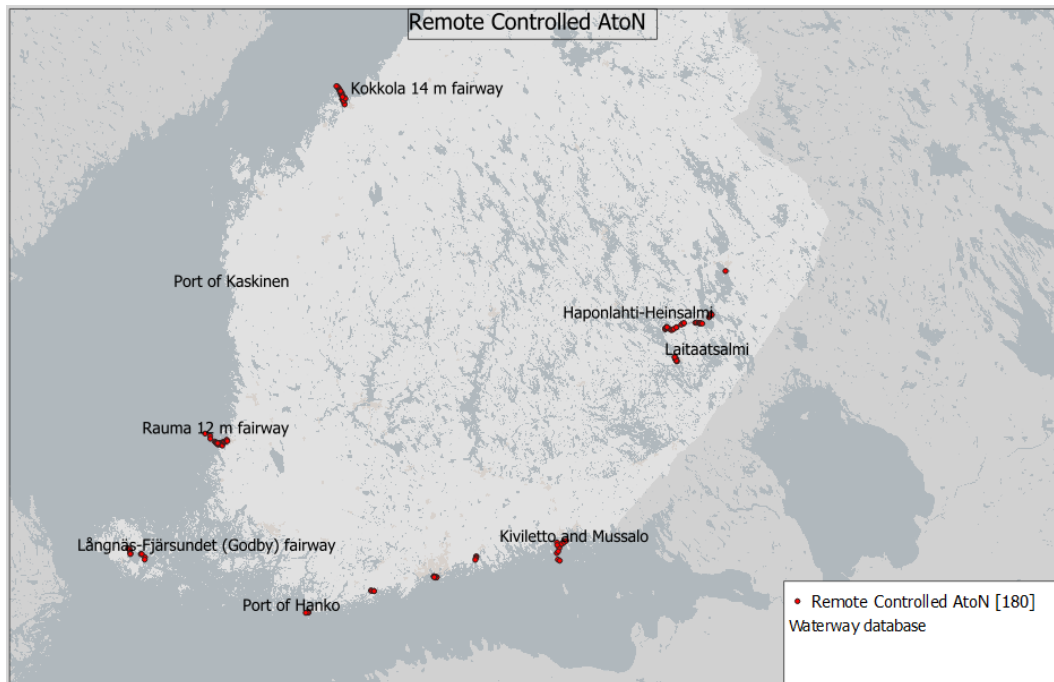 Remote Controlled AtoN
Kokkola 14 m fairway
Port of Kaskinen
Haponlahti-Heinsalmi
Laitaatsalmi
Rauma 12 m fairway
Kiviletto and Mussalo
Långnäs-Fjärsundet (Godby) fairway
Port of Hanko
Remote Controlled AtoN [180]
Waterway database